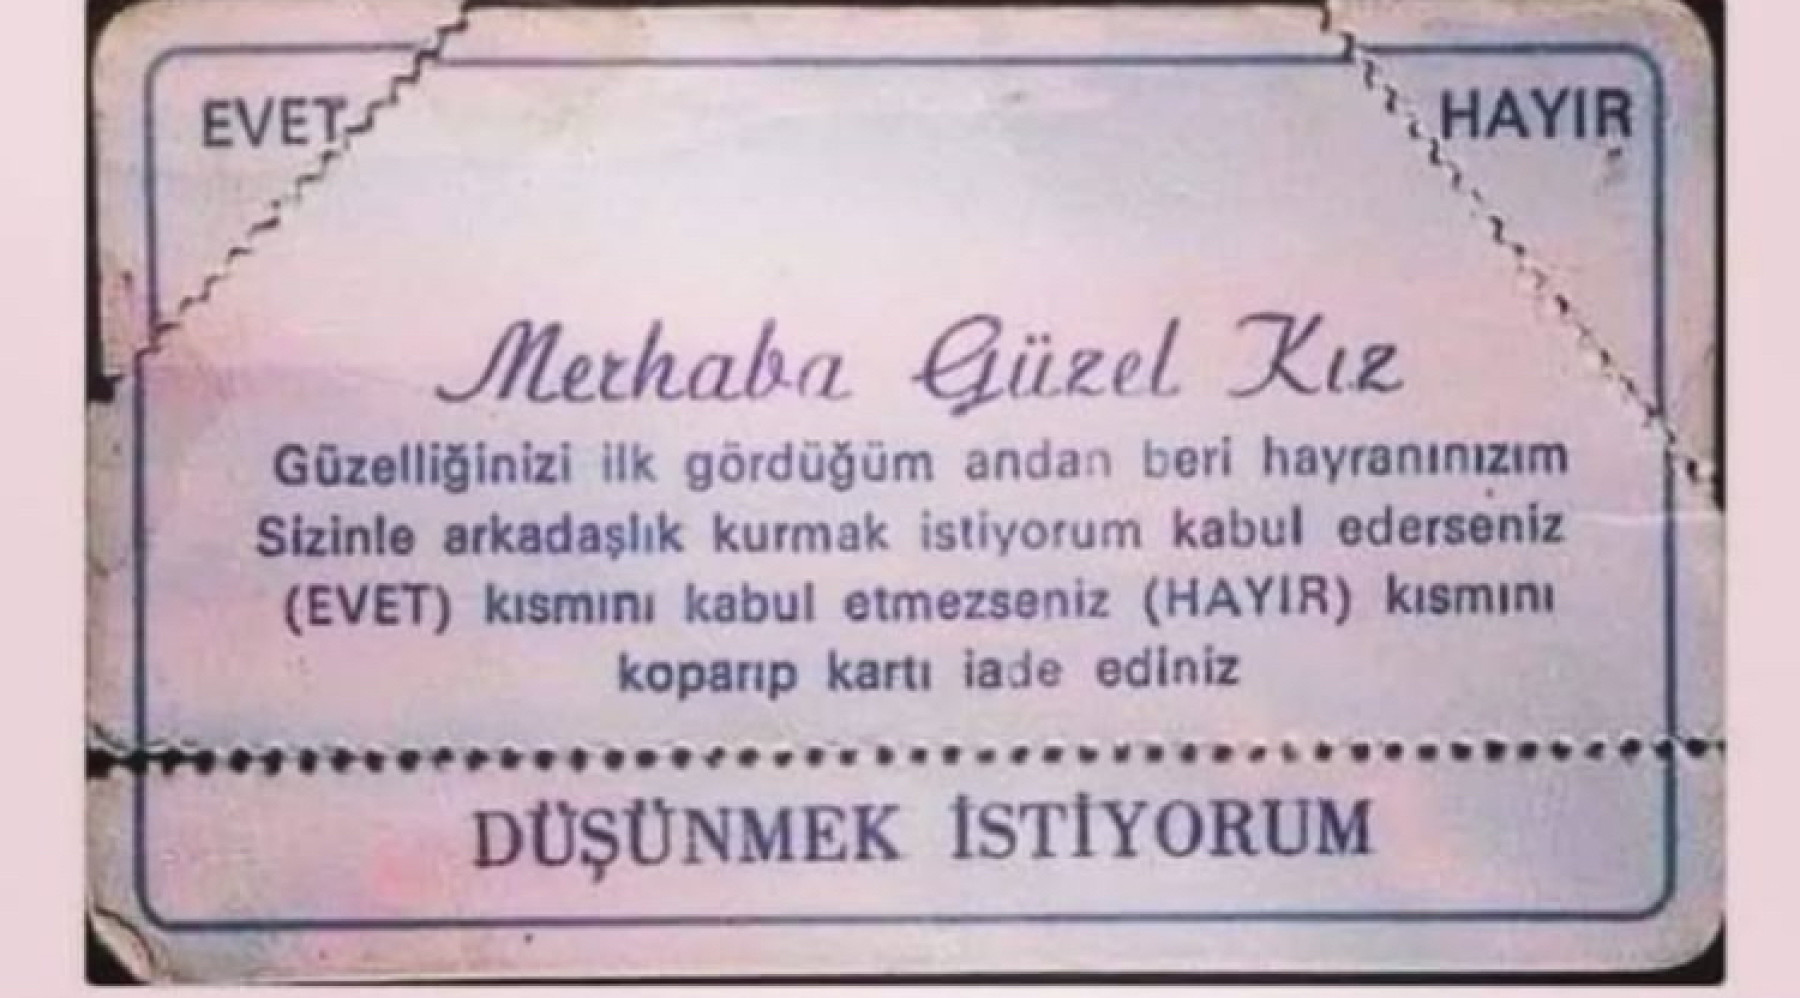 EVET
HAYIR
Merhaba Güzel Kız
Güzelliğinizi ilk gördüğüm andan beri hayranınızım
Sizinle arkadaşlık kurmak istiyorum kabul ederseniz
(EVET) kısmını kabul etmezseniz (HAYIR) kısmını
koparıp kartı iade ediniz
DÜŞÜNMEK İSTİYORUM